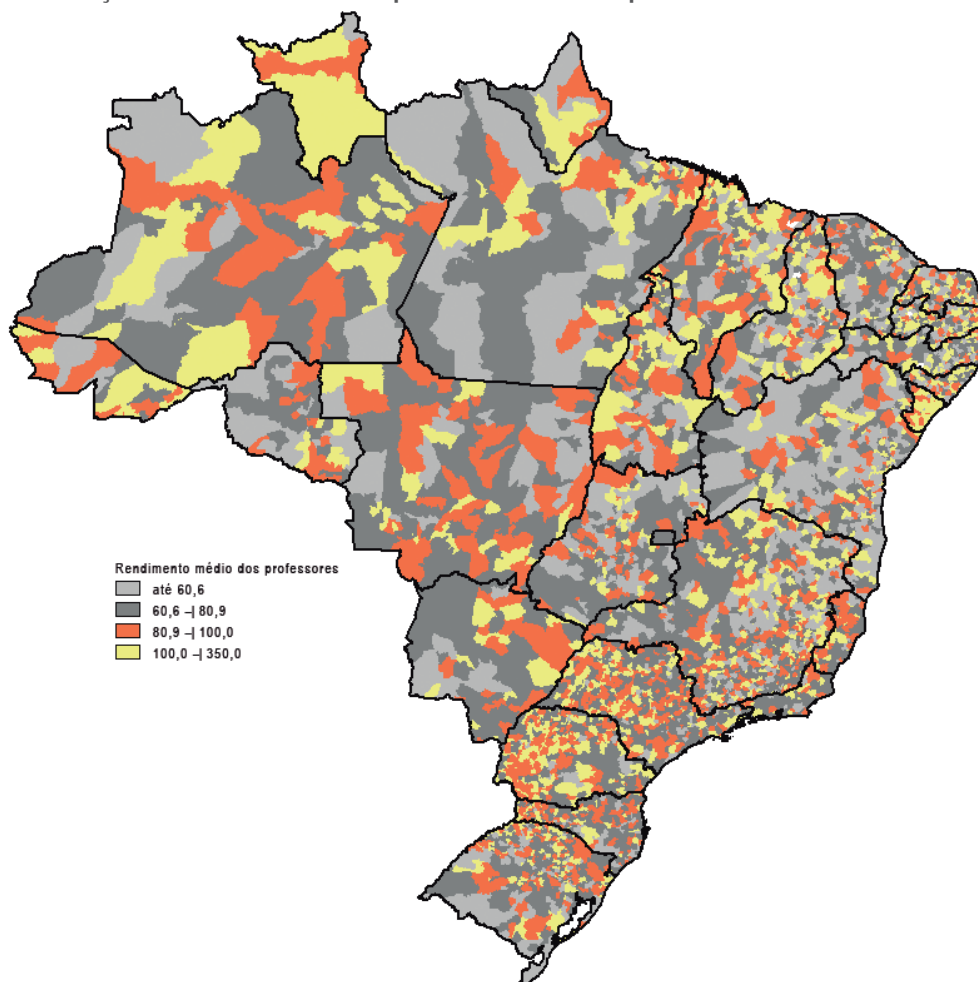 Rendimento médio dos professores
até 60,6
60,6 –| 80,9
80,9 –| 100,0
100,0 –| 350,0